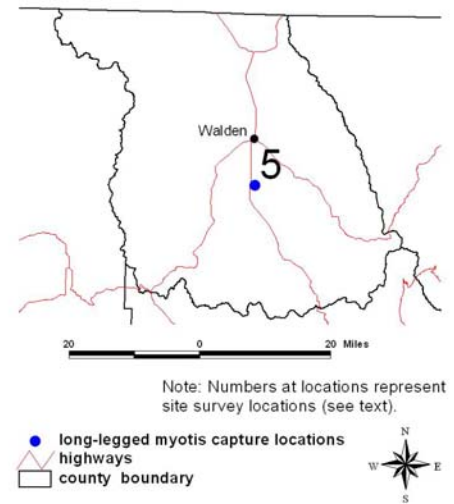 Walden
5
20 0 20 Miles
Note: Numbers at locations represent
site survey locations (see text).
long-legged myotis capture locations
highways
county boundary
N
W E
S